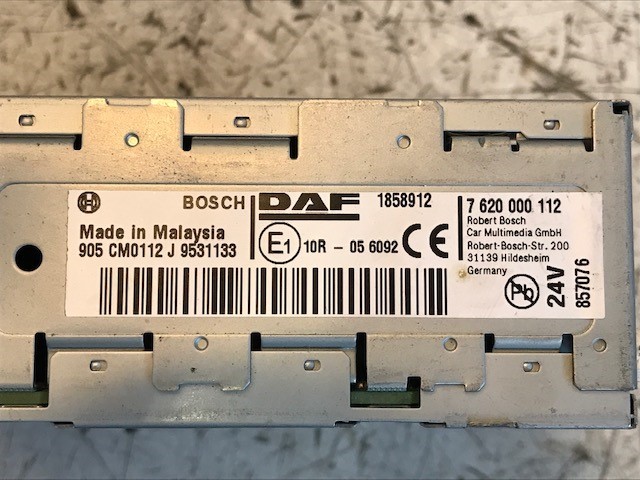 BOSCH
Made in Malaysia
905 CM0112 J 9531133
DAF 1858912
E1 10R - 05 6092 CE
7 620 000 112
Robert Bosch
Car Multimedia GmbH
Robert-Bosch-Str. 200
31139 Hildesheim
Germany
Pb
24V
857076